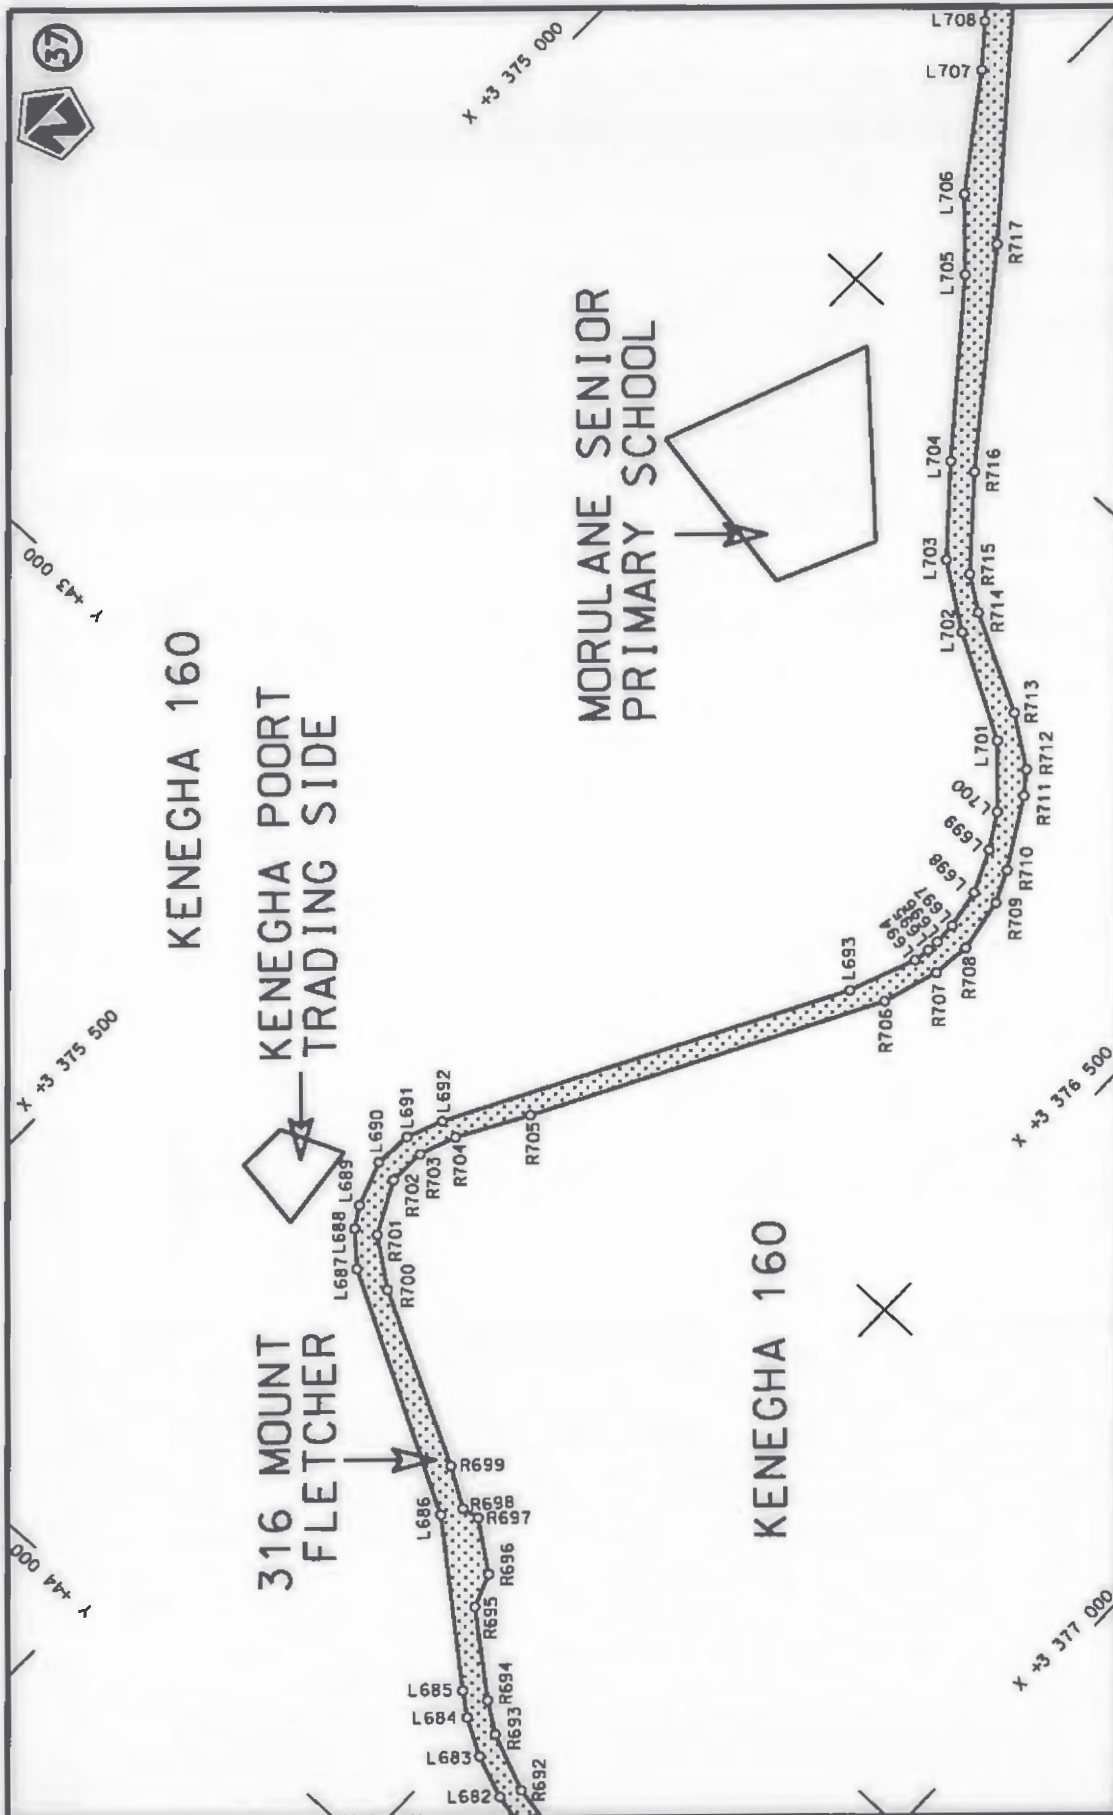 37
X +3 375 000
L708
L707
L706
L705
R717
MORULANE SENIOR
PRIMARY SCHOOL
L704
R716
L703
R715
L702
R714
R713
L701
R712
L700
R711
L699
R710
L698
R709
R708
L693
R707
R706
Y +43 000
KENEGHA 160
KENEGHA POORT
TRADING SIDE
X +3 375 500
X +3 376 500
L692
L691
L690
L689
L688
L687
R705
R704
R703
R702
R701
R700
316 MOUNT
FLETCHER
KENEGHA 160
R699
R698
R697
L686
R696
R695
Y +44 000
L685
R694
L684
R693
L683
R692
L682
X +3 377 000